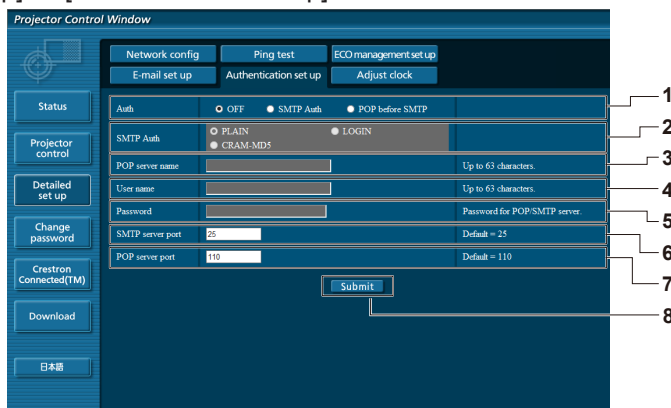 Projector Control Window
Network config
Ping test
ECO management set up
E-mail set up
Authentication set up
Adjust clock
Status
Projector
control
Detailed
set up
Change
password
Crestron
Connected(TM)
Download
日本語
Auth OFF SMTP Auth POP before SMTP
1
SMTP Auth PLAIN LOGIN
CRAM-MD5
2
POP server name Up to 63 characters.
3
User name Up to 63 characters.
4
Password Password for POP/SMTP server.
5
SMTP server port 25 Default = 25
6
POP server port 110 Default = 110
7
Submit
8